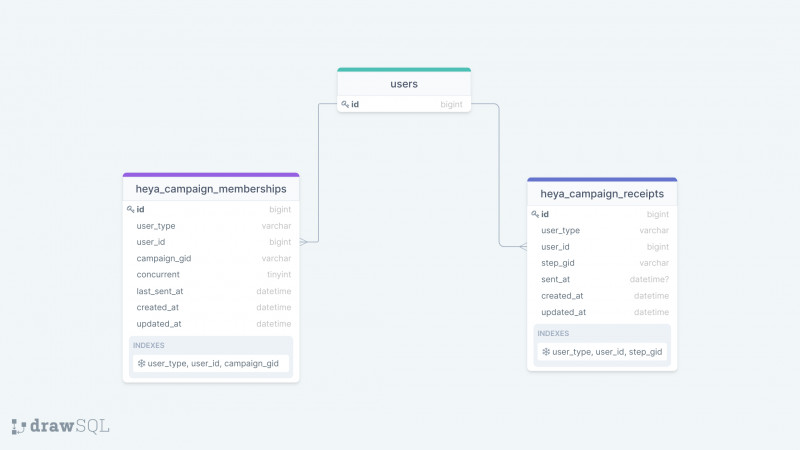 users
id bigint
heya_campaign_memberships
id bigint
user_type varchar
user_id bigint
campaign_gid varchar
concurrent tinyint
last_sent_at datetime
created_at datetime
updated_at datetime
INDEXES
user_type, user_id, campaign_gid
heya_campaign_receipts
id bigint
user_type varchar
user_id bigint
step_gid varchar
sent_at datetime?
created_at datetime
updated_at datetime
INDEXES
user_type, user_id, step_gid
drawSQL